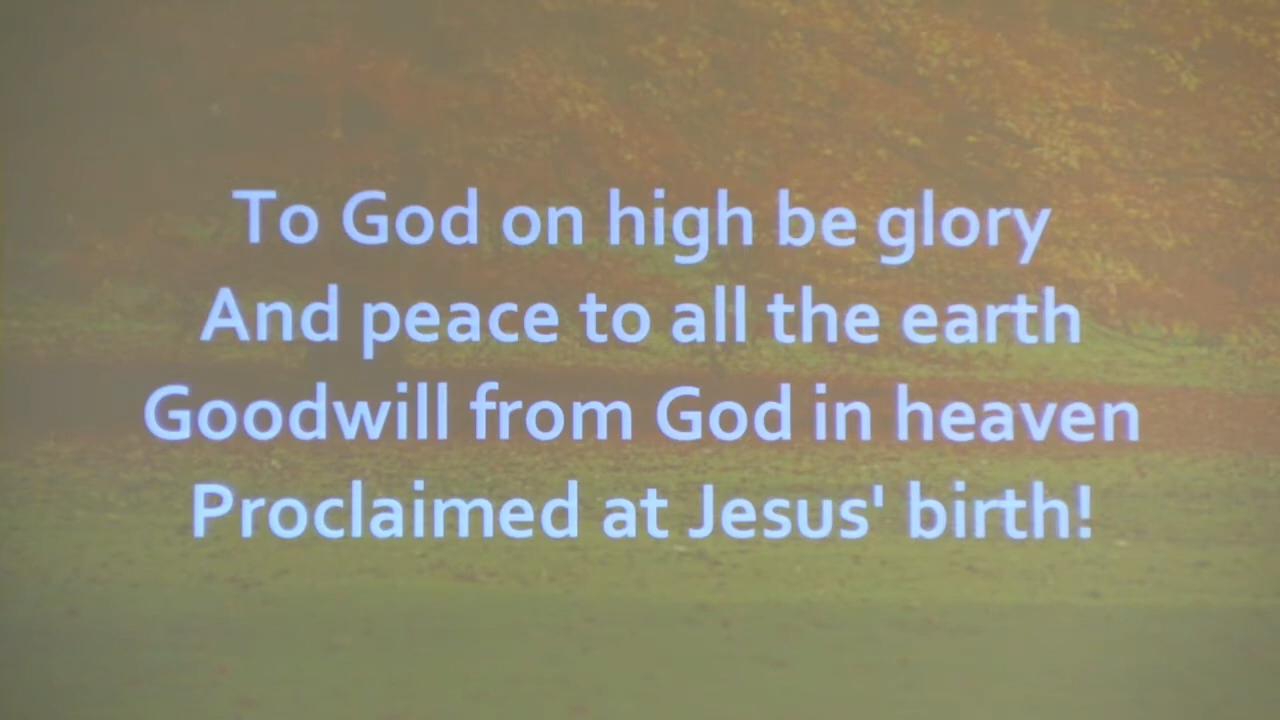 To God on high be glory
And peace to all the earth
Goodwill from God in heaven
Proclaimed at Jesus' birth!